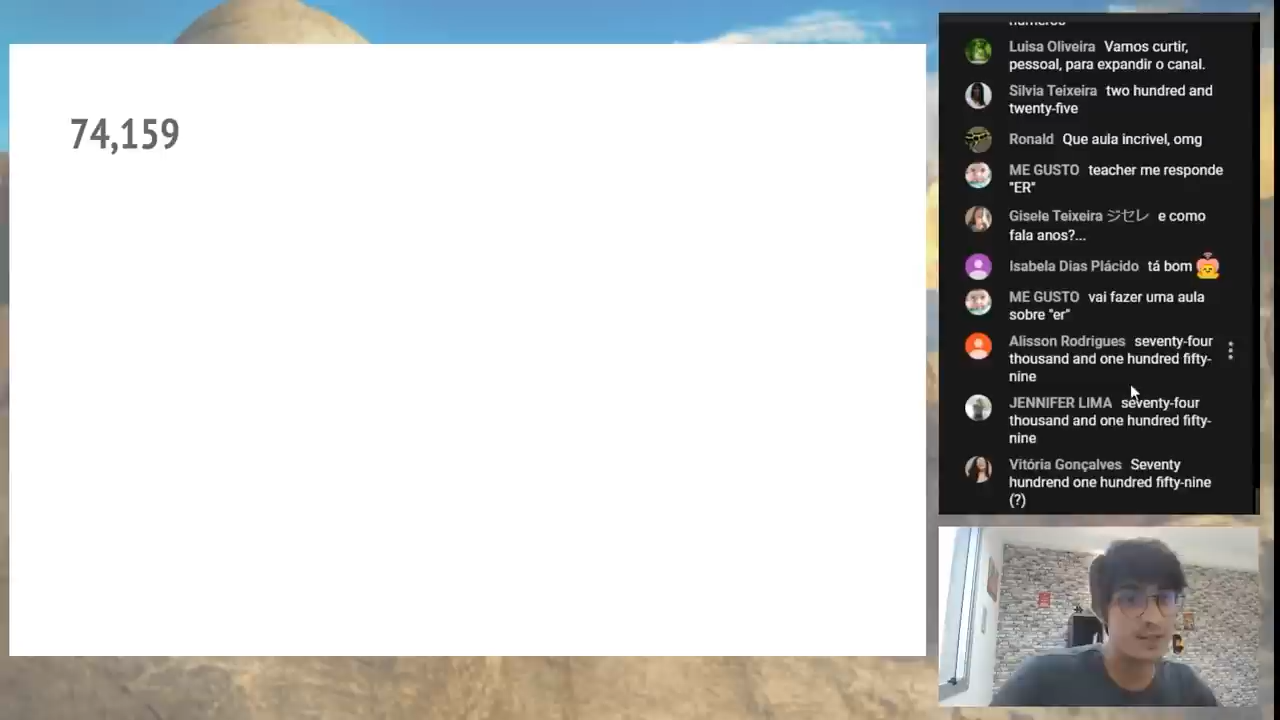 74,159
números
Luisa Oliveira Vamos curtir,
pessoal, para expandir o canal.
Silvia Teixeira two hundred and
twenty-five
Ronald Que aula incrivel, omg
ME GUSTO teacher me responde
"ER"
Gisele Teixeira ジセレ e como
fala anos?...
Isabela Dias Plácido tá bom
ME GUSTO vai fazer uma aula
sobre "er"
Alisson Rodrigues seventy-four
thousand and one hundred fifty-
nine
JENNIFER LIMA seventy-four
thousand and one hundred fifty-
nine
Vitória Gonçalves Seventy
hundrend one hundred fifty-nine
(?)